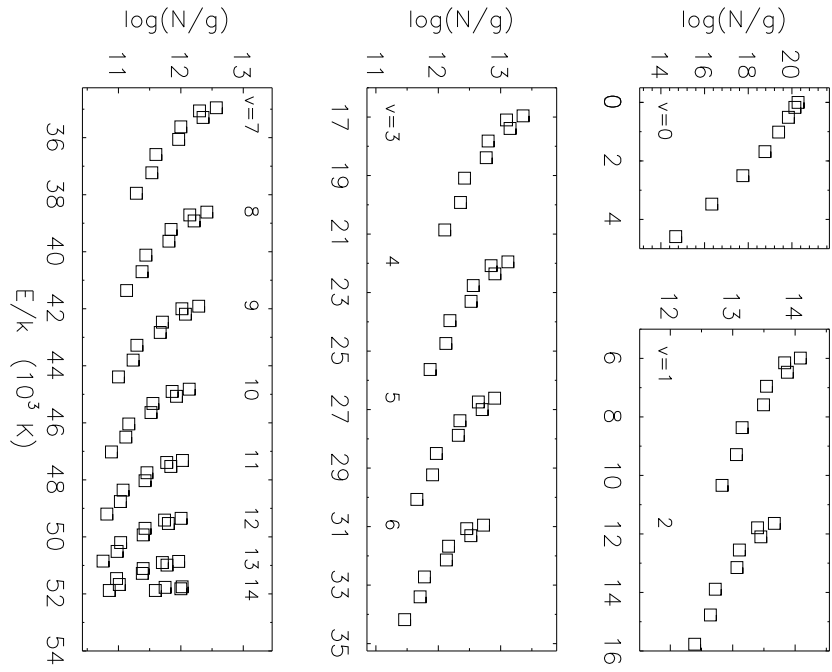 log(N/g)
20
18
16
14
v=0
0 2 4
14
13
12
v=1 2
6 8 10 12 14 16
log(N/g)
13
12
11
v=3 4 5 6
17 19 21 23 25 27 29 31 33 35
log(N/g)
13
12
11
v=7 8 9 10 11 12 13 14
36 38 40 42 44 46 48 50 52 54
E/k (10³ K)